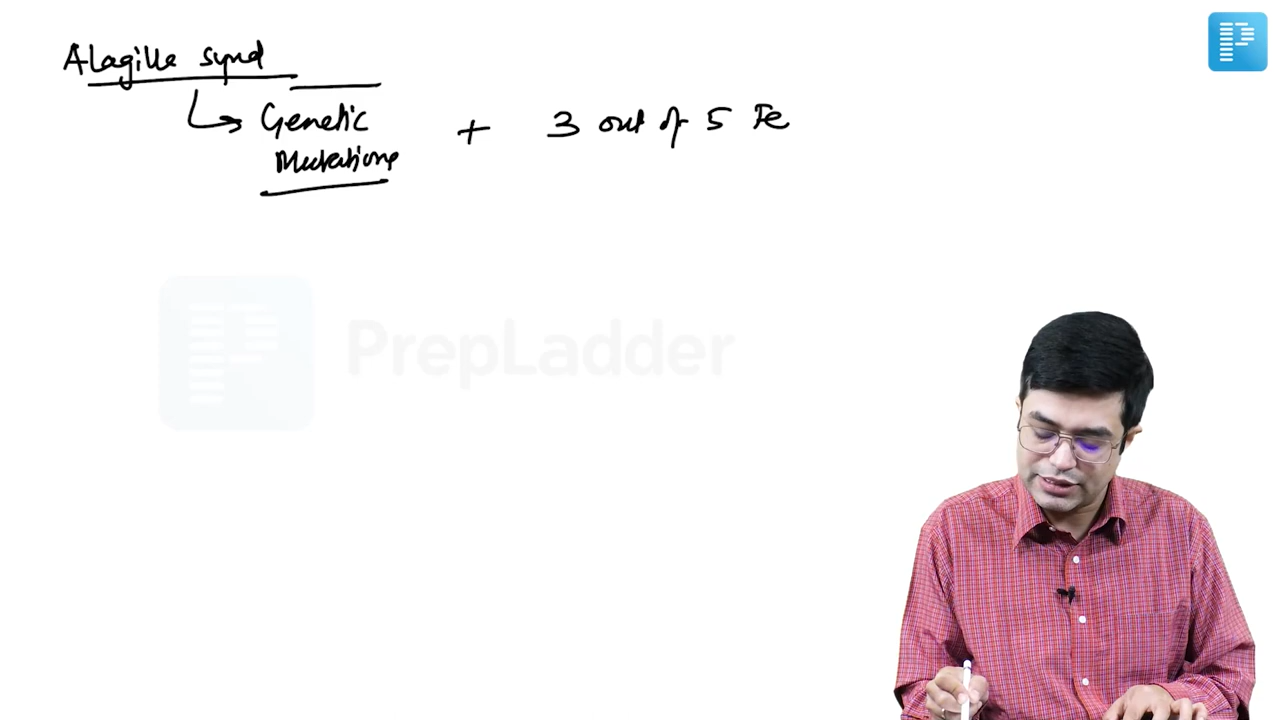 Alagille synd
Genetic + 3 out of 5 Fe
Mutations
PrepLadder